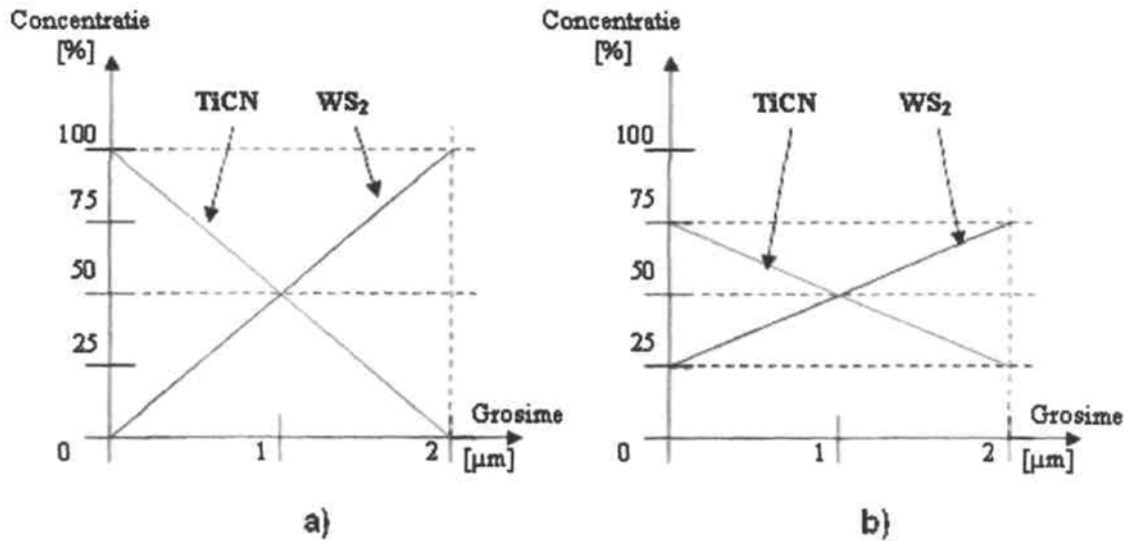 Concentratie
[%]
TiCN
WS₂
100
75
50
25
0
1
2
Grosime
[μm]
a)
Concentratie
[%]
TiCN
WS₂
100
75
50
25
0
1
2
Grosime
[μm]
b)